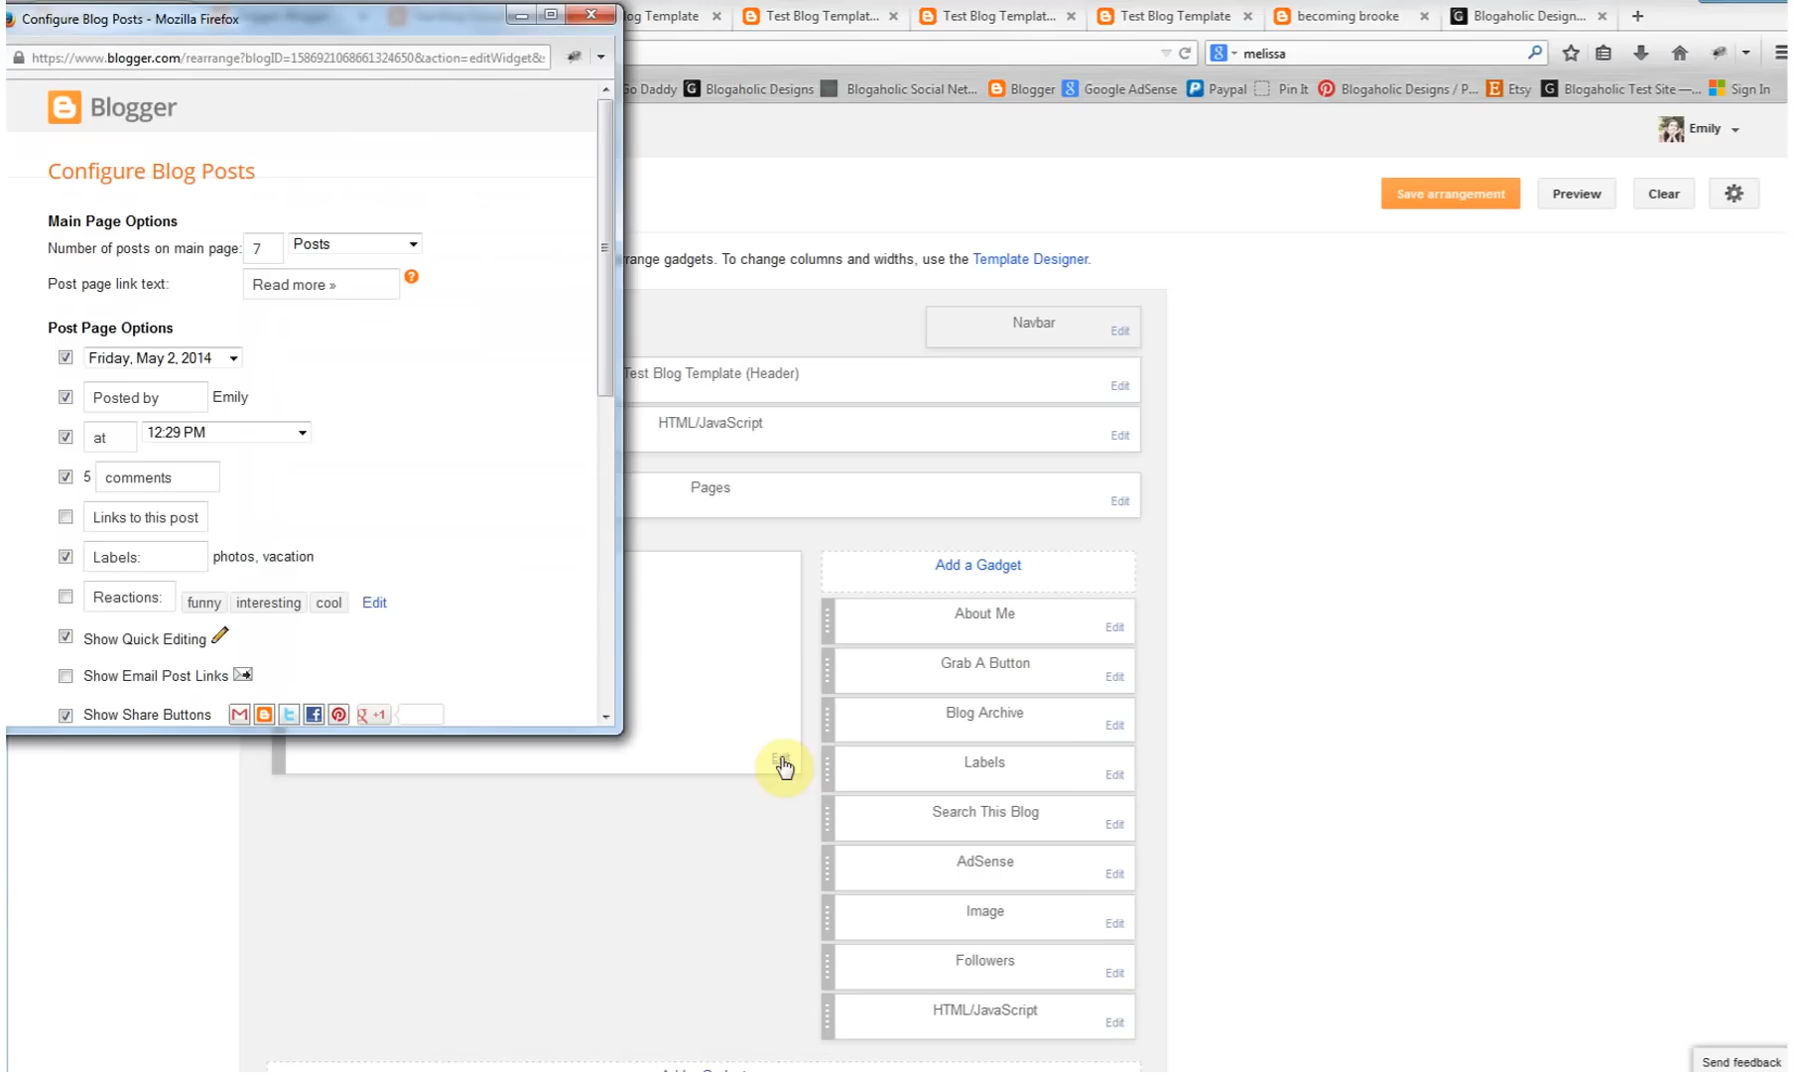 Configure Blog Posts - Mozilla Firefox
Template
Test Blog Templat...
Test Blog Templat...
Test Blog Template
becoming brooke
Blogaholic Design...
https://www.blogger.com/rearrange?blogID=1586921068661324650&action=editWidget&
melissa
Go Daddy
Blogaholic Designs
Blogaholic Social Net...
Blogger
Google AdSense
Paypal
Pin It
Blogaholic Designs / P...
Etsy
Blogaholic Test Site —...
Sign In
Blogger
Emily
Configure Blog Posts
Save arrangement
Preview
Clear
Main Page Options
Number of posts on main page: 7 Posts
Post page link text: Read more »
range gadgets. To change columns and widths, use the Template Designer.
Post Page Options
Friday, May 2, 2014
Posted by Emily
at 12:29 PM
5 comments
Links to this post
Labels: photos, vacation
Reactions: funny interesting cool Edit
Show Quick Editing
Show Email Post Links
Show Share Buttons
+1
Navbar
Edit
Test Blog Template (Header)
Edit
HTML/JavaScript
Edit
Pages
Edit
Add a Gadget
About Me
Edit
Grab A Button
Edit
Blog Archive
Edit
Labels
Edit
Search This Blog
Edit
AdSense
Edit
Image
Edit
Followers
Edit
HTML/JavaScript
Edit
Send feedback